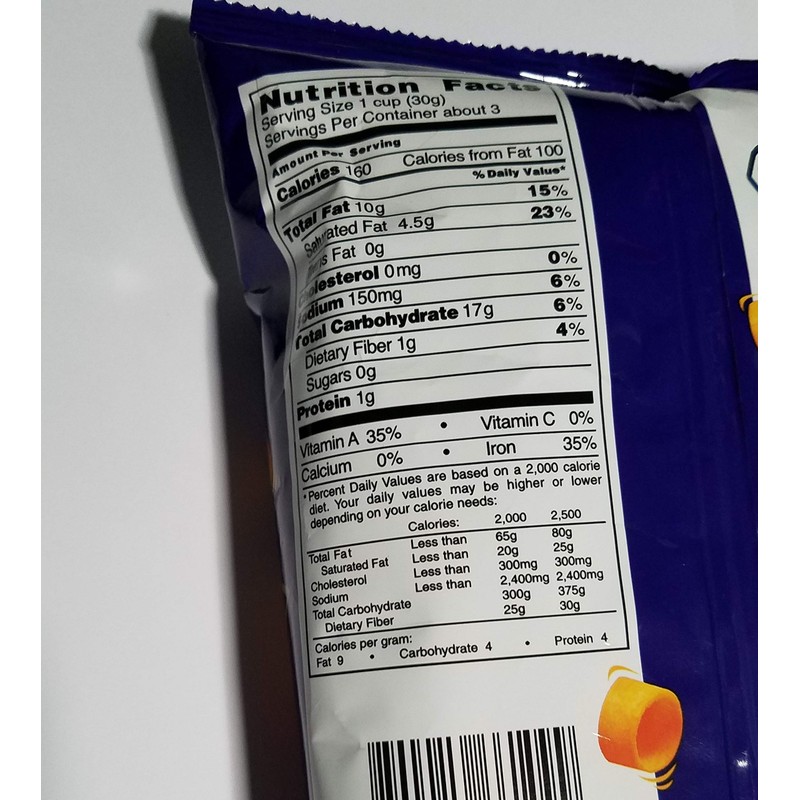 Nutrition Facts
Serving Size 1 cup (30g)
Servings Per Container about 3
Amount Per Serving
Calories 160 Calories from Fat 100
% Daily Value*
Total Fat 10g 15%
Saturated Fat 4.5g 23%
Fat 0g
Cholesterol 0mg 0%
Sodium 150mg 6%
Total Carbohydrate 17g 6%
Dietary Fiber 1g 4%
Sugars 0g
Protein 1g
Vitamin A 35% • Vitamin C 0%
Calcium 0% • Iron 35%
*Percent Daily Values are based on a 2,000 calorie
diet. Your daily values may be higher or lower
depending on your calorie needs:
Calories: 2,000 2,500
Total Fat Less than 65g 80g
Saturated Fat Less than 20g 25g
Cholesterol Less than 300mg 300mg
Sodium Less than 2,400mg 2,400mg
Total Carbohydrate 300g 375g
Dietary Fiber 25g 30g
Calories per gram:
Fat 9 • Carbohydrate 4 • Protein 4